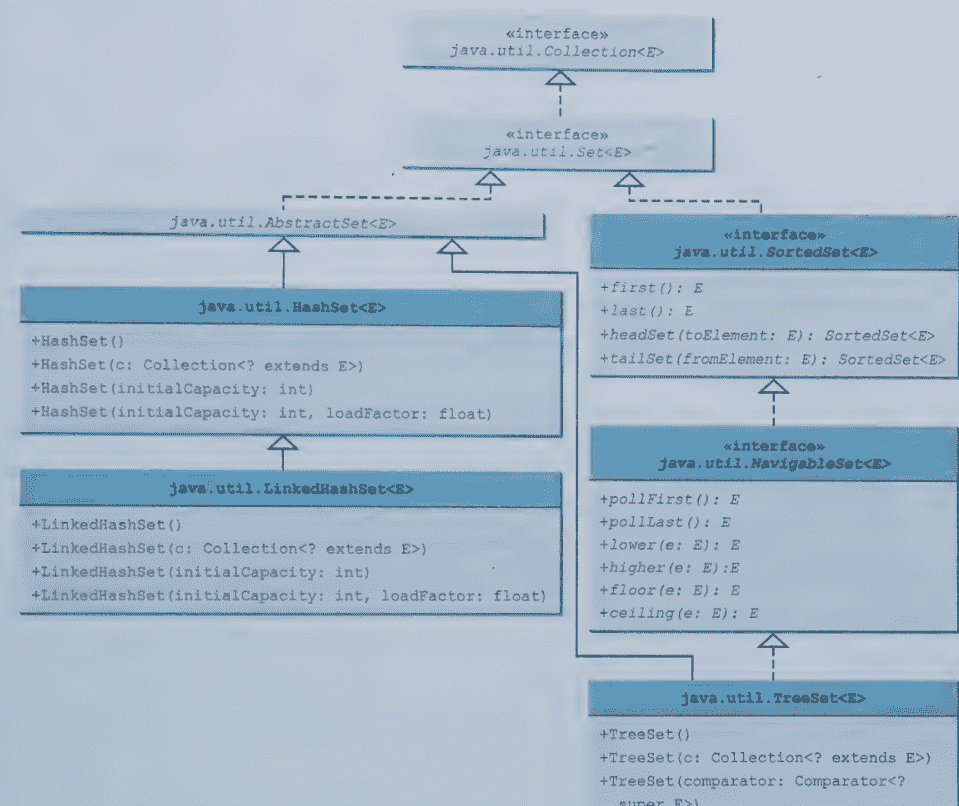 «interface»
java.util.Collection<E>
«interface»
java.util.Set<E>
java.util.AbstractSet<E>
java.util.HashSet<E>
+HashSet()
+HashSet(c: Collection<? extends E>)
+HashSet(initialCapacity: int)
+HashSet(initialCapacity: int, loadFactor: float)
java.util.LinkedHashSet<E>
+LinkedHashSet()
+LinkedHashSet(c: Collection<? extends E>)
+LinkedHashSet(initialCapacity: int)
+LinkedHashSet(initialCapacity: int, loadFactor: float)
«interface»
java.util.SortedSet<E>
+first(): E
+last(): E
+headSet(toElement: E): SortedSet<E>
+tailSet(fromElement: E): SortedSet<E>
«interface»
java.util.NavigableSet<E>
+pollFirst(): E
+pollLast(): E
+lower(e: E): E
+higher(e: E):E
+floor(e: E): E
+ceiling(e: E): E
java.util.TreeSet<E>
+TreeSet()
+TreeSet(c: Collection<? extends E>)
+TreeSet(comparator: Comparator<?
super E>)